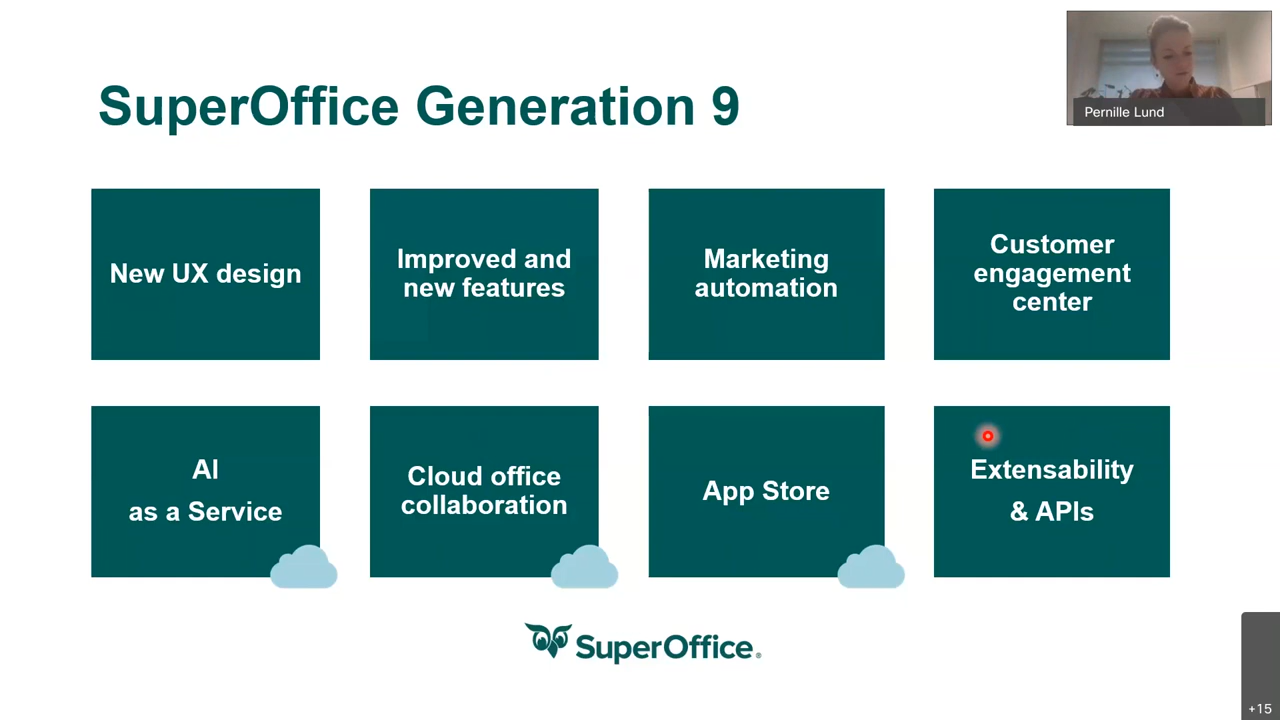 Pernille Lund
SuperOffice Generation 9
New UX design
Improved and
new features
Marketing
automation
Customer
engagement
center
AI
as a Service
Cloud office
collaboration
App Store
Extensability
& APIs
SuperOffice®
+15